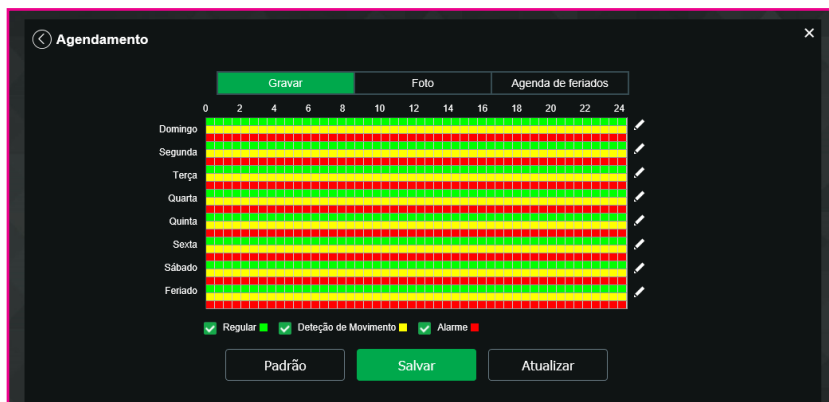 Agendamento
Gravar Foto Agenda de feriados
0 2 4 6 8 10 12 14 16 18 20 22 24
Domingo
Segunda
Terça
Quarta
Quinta
Sexta
Sábado
Feriado
Regular Deteção de Movimento Alarme
Padrão Salvar Atualizar